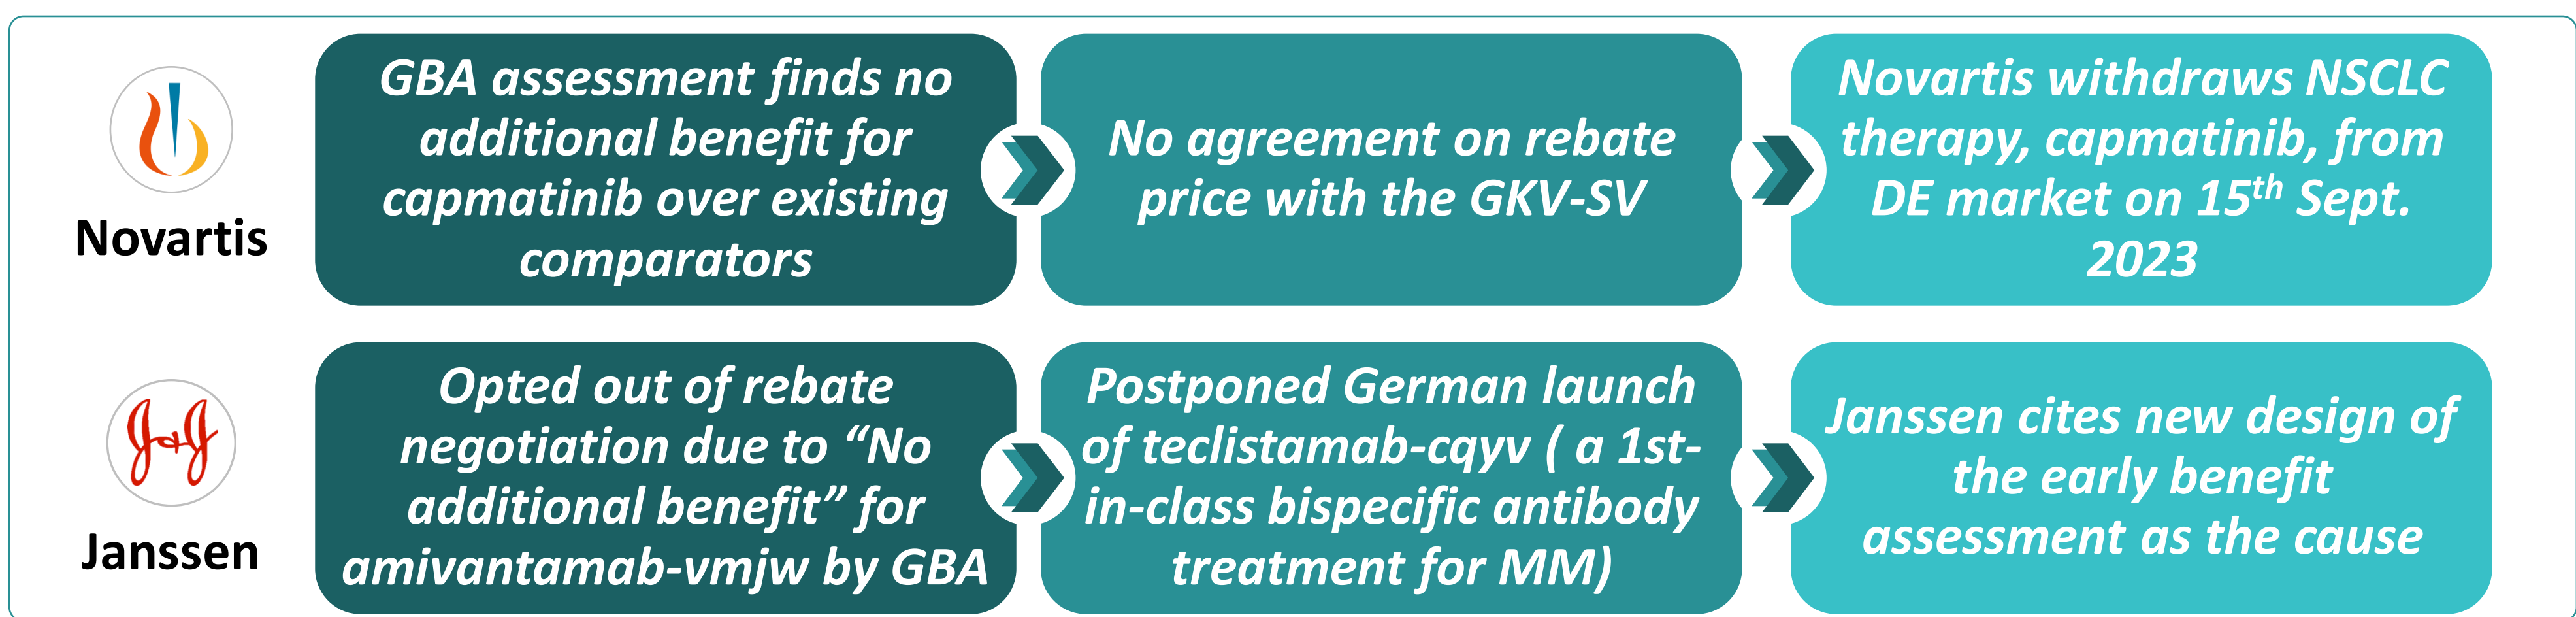 GBA assessment finds no
additional benefit for
capmatinib over existing
comparators
No agreement on rebate
price with the GKV-SV
Novartis withdraws NSCLC
therapy, capmatinib, from
DE market on 15th Sept.
2023
Novartis
Opted out of rebate
negotiation due to “No
additional benefit” for
amivantamab-vmjw by GBA
Postponed German launch
of teclistamab-cqyv ( a 1st-
in-class bispecific antibody
treatment for MM)
Janssen cites new design of
the early benefit
assessment as the cause
J&J
Janssen